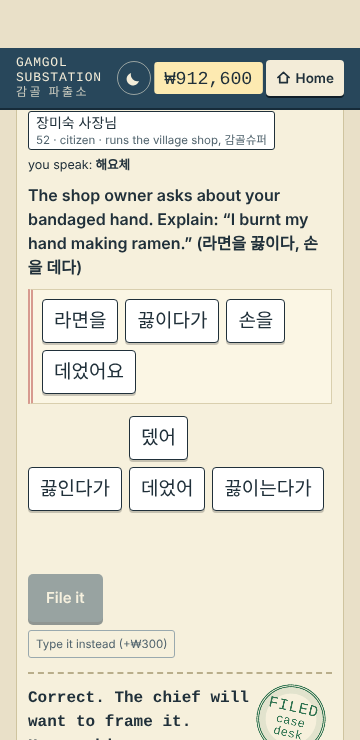 GAMGOL
SUBSTATION
감골 파출소
₩912,600
Home
장미숙 사장님
52 · citizen · runs the village shop, 감골슈퍼
you speak: 해요체
The shop owner asks about your
bandaged hand. Explain: “I burnt my
hand making ramen.” (라면을 끓이다, 손
을 데다)
라면을 끓이다가 손을
데었어요
뎄어
끓인다가 데었어 끓이는다가
File it
Type it instead (+₩300)
Correct. The chief will
want to frame it.
FILED
case
desk